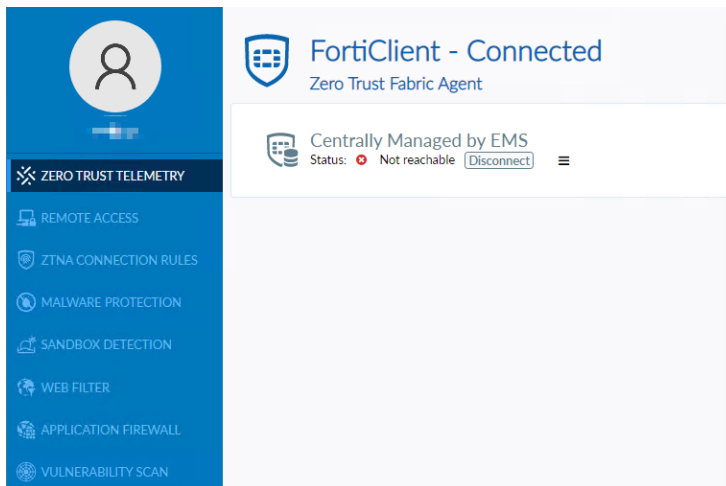 FortiClient - Connected
Zero Trust Fabric Agent
Centrally Managed by EMS
Status: Not reachable Disconnect
ZERO TRUST TELEMETRY
REMOTE ACCESS
ZTNA CONNECTION RULES
MALWARE PROTECTION
SANDBOX DETECTION
WEB FILTER
APPLICATION FIREWALL
VULNERABILITY SCAN